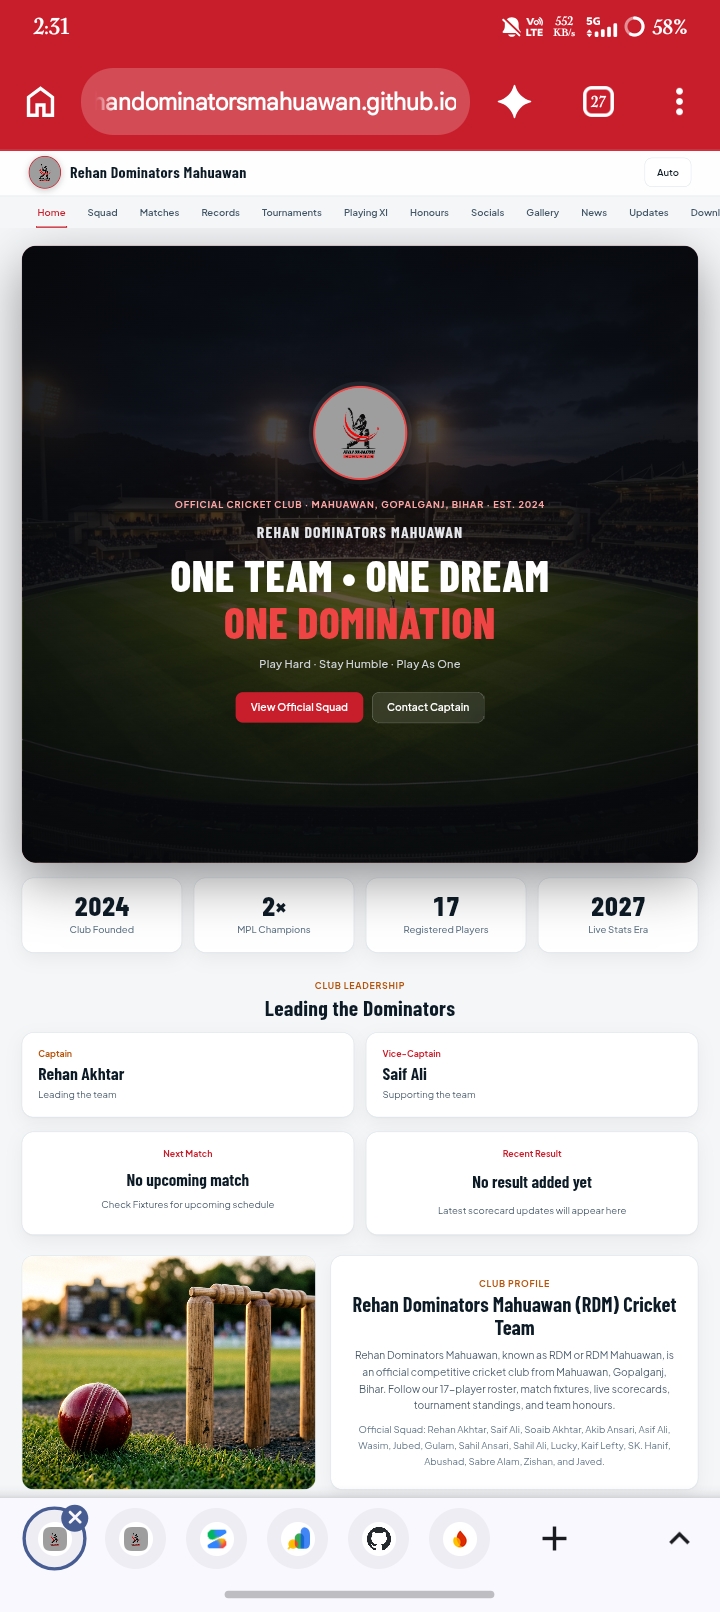 2:31
Vo)
LTE
552
KB/s
5G
58%
handominatorsmahuawan.github.io
27
Rehan Dominators Mahuawan
Auto
Home Squad Matches Records Tournaments Playing XI Honours Socials Gallery News Updates Downl
OFFICIAL CRICKET CLUB · MAHUAWAN, GOPALGANJ, BIHAR · EST. 2024
REHAN DOMINATORS MAHUAWAN
ONE TEAM • ONE DREAM
ONE DOMINATION
Play Hard · Stay Humble · Play As One
View Official Squad Contact Captain
2024 2× 17 2027
Club Founded MPL Champions Registered Players Live Stats Era
CLUB LEADERSHIP
Leading the Dominators
Captain
Rehan Akhtar
Leading the team
Vice-Captain
Saif Ali
Supporting the team
Next Match
No upcoming match
Check Fixtures for upcoming schedule
Recent Result
No result added yet
Latest scorecard updates will appear here
CLUB PROFILE
Rehan Dominators Mahuawan (RDM) Cricket
Team
Rehan Dominators Mahuawan, known as RDM or RDM Mahuawan, is
an official competitive cricket club from Mahuawan, Gopalganj,
Bihar. Follow our 17-player roster, match fixtures, live scorecards,
tournament standings, and team honours.
Official Squad: Rehan Akhtar, Saif Ali, Soaib Akhtar, Akib Ansari, Asif Ali,
Wasim, Jubed, Gulam, Sahil Ansari, Sahil Ali, Lucky, Kaif Lefty, SK. Hanif,
Abushad, Sabre Alam, Zishan, and Javed.